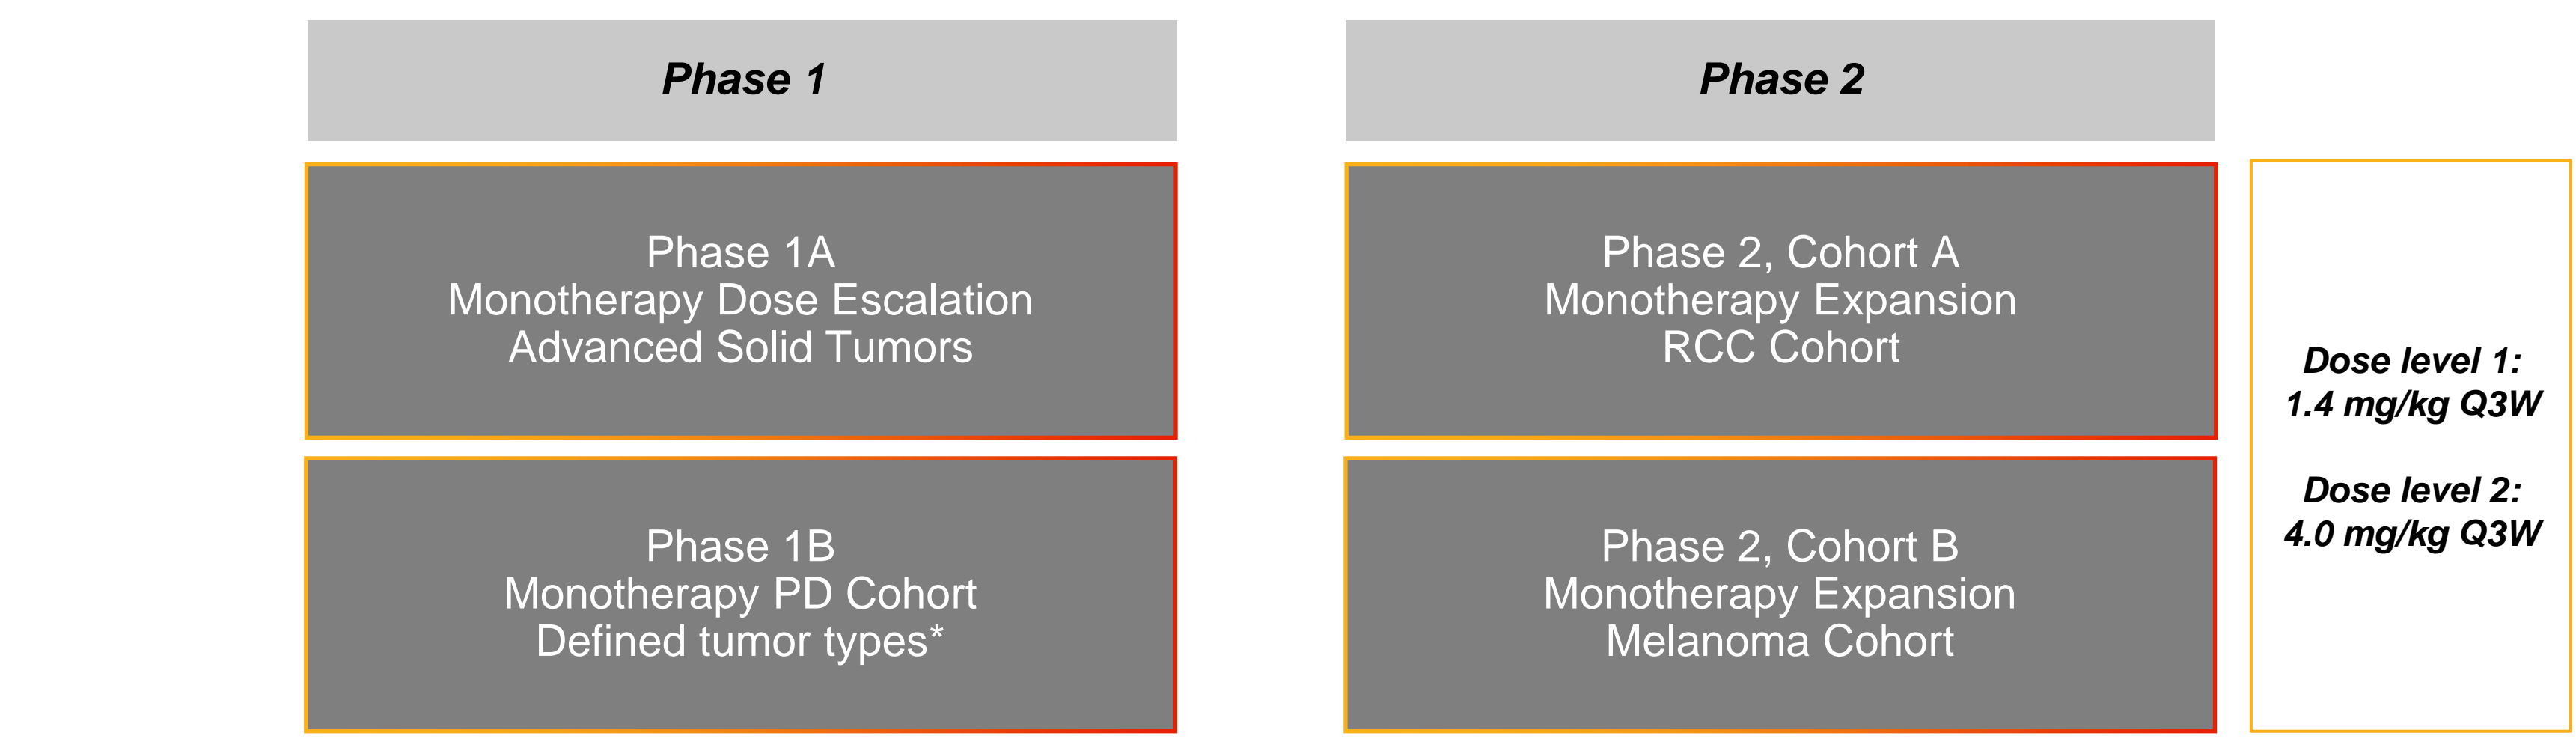 Phase 1
Phase 2
Phase 1A
Monotherapy Dose Escalation
Advanced Solid Tumors
Phase 2, Cohort A
Monotherapy Expansion
RCC Cohort
Phase 1B
Monotherapy PD Cohort
Defined tumor types*
Phase 2, Cohort B
Monotherapy Expansion
Melanoma Cohort
Dose level 1:
1.4 mg/kg Q3W
Dose level 2:
4.0 mg/kg Q3W